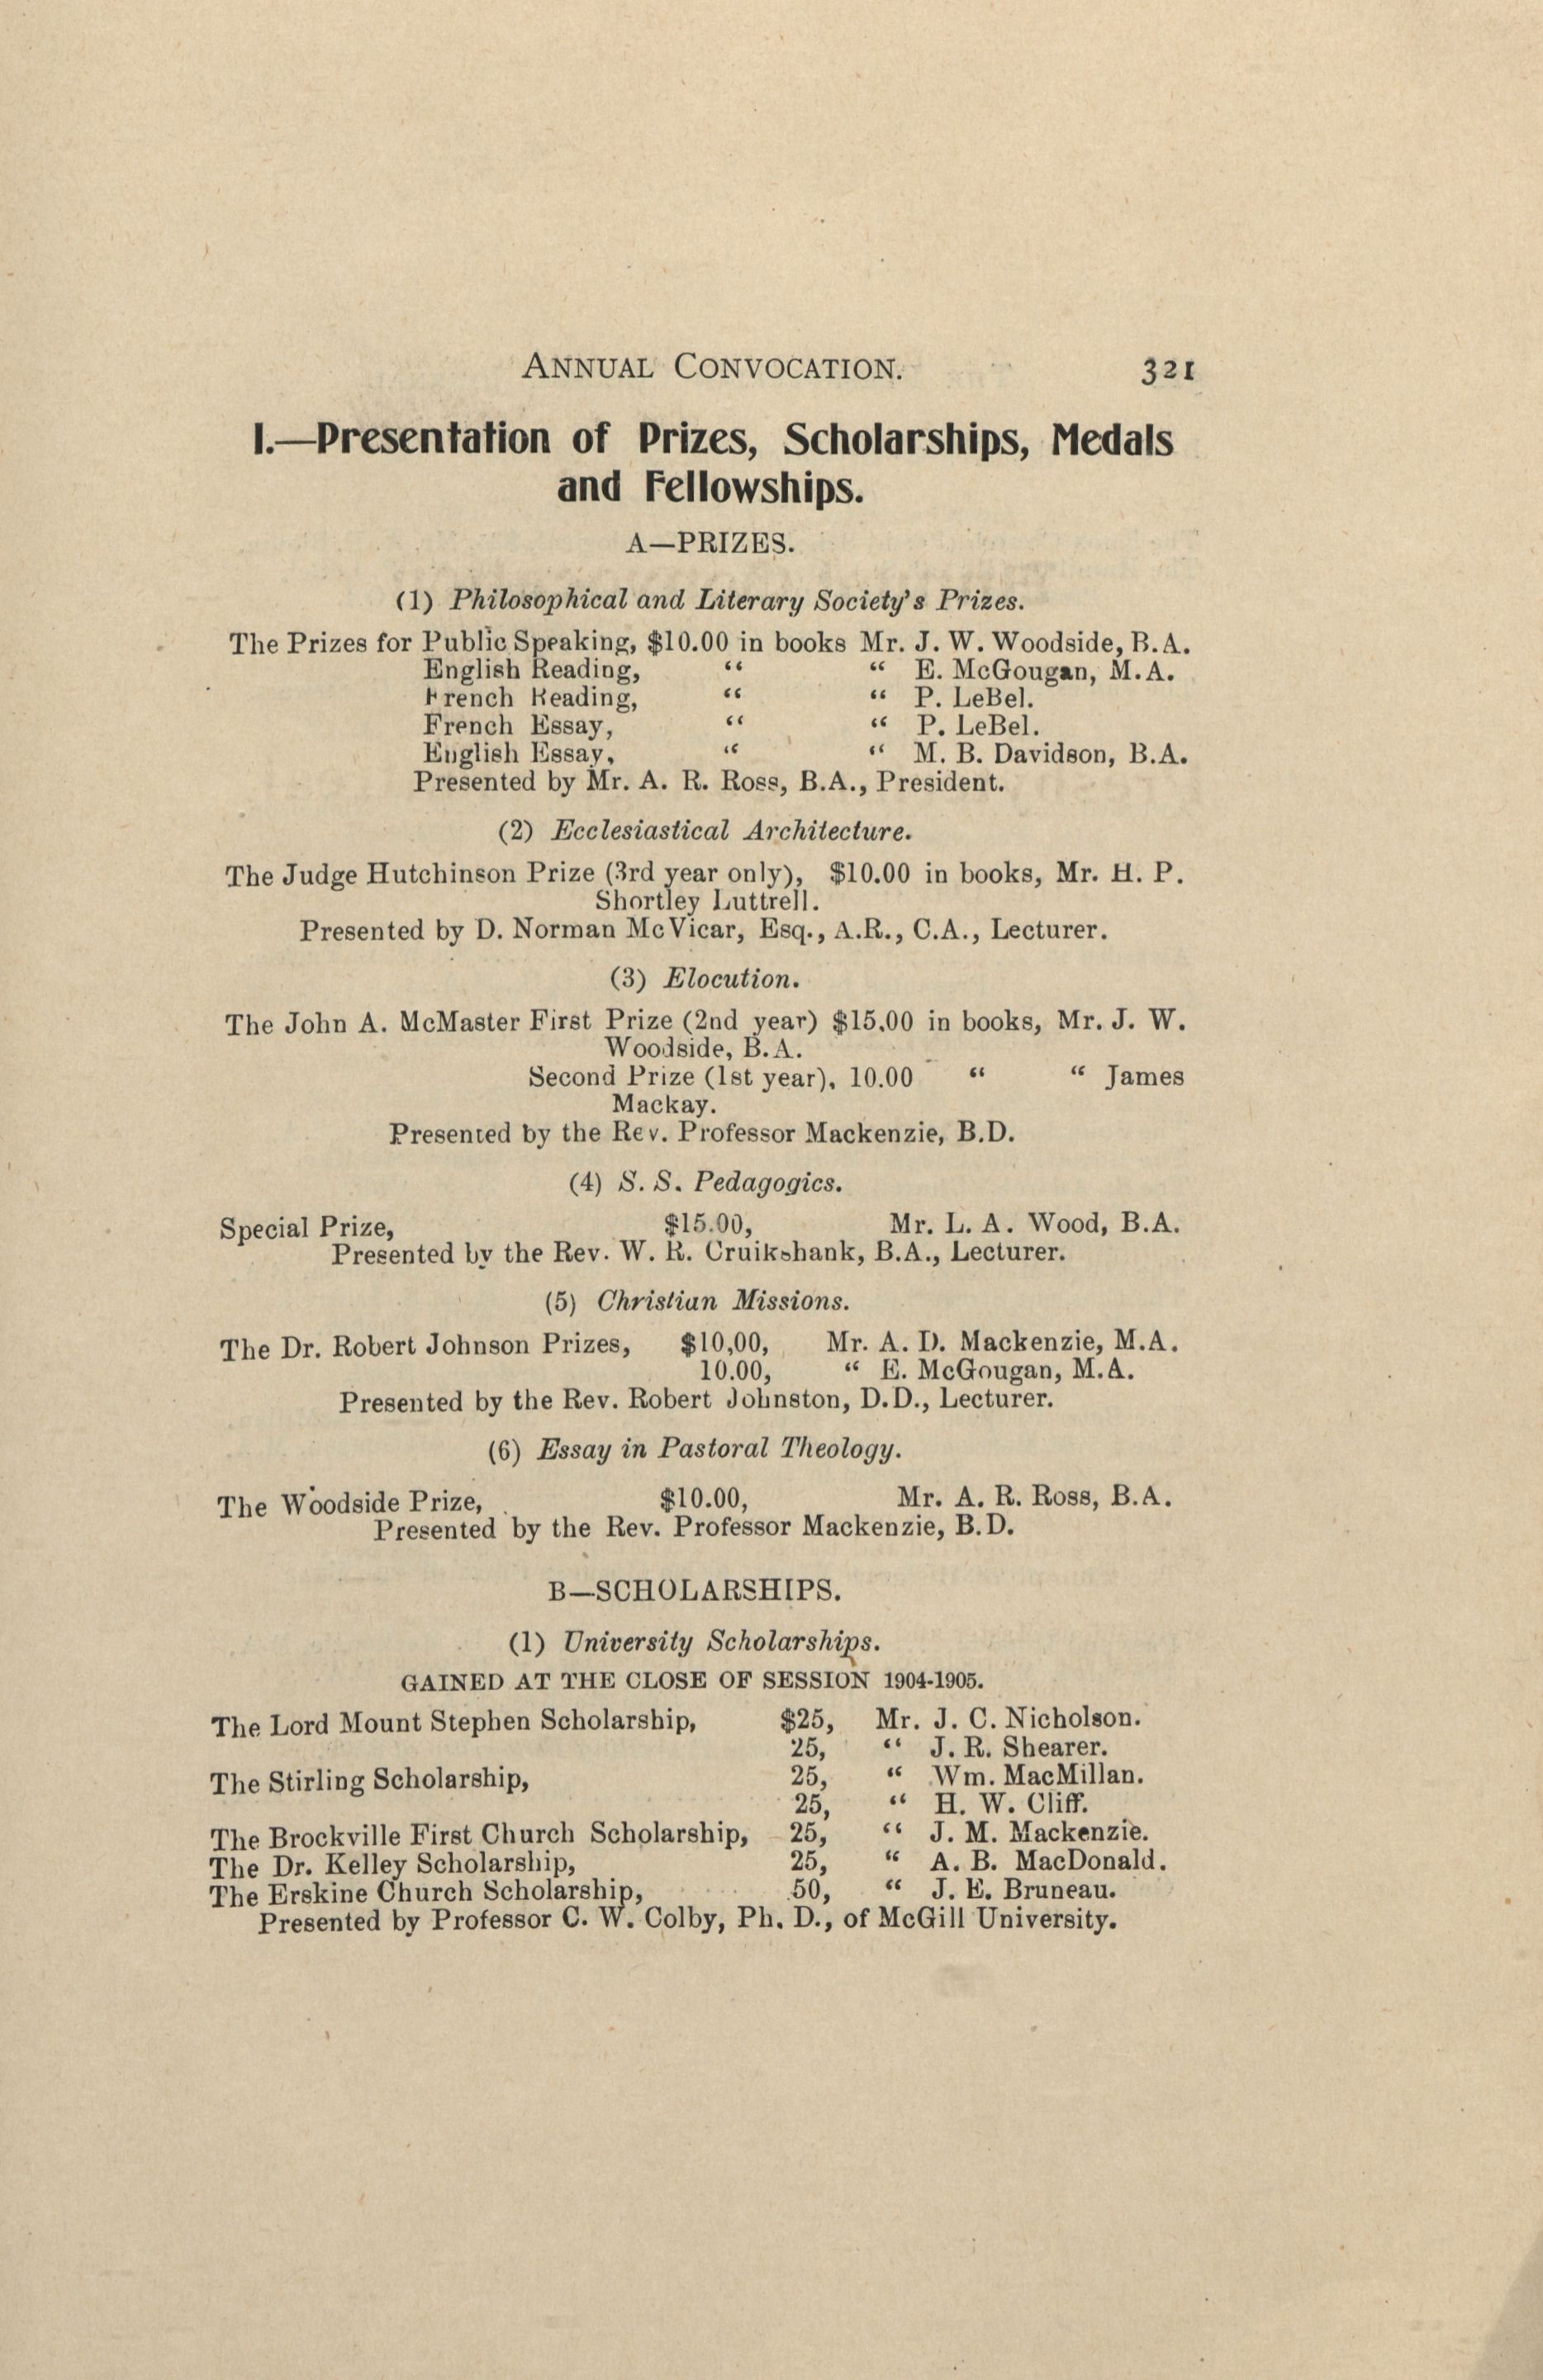 ANNUAL CONVOCATION. 321
I.—Presentation of Prizes, Scholarships, Medals
and Fellowships.
A—PRIZES.
(1) Philosophical and Literary Society's Prizes.
The Prizes for Public Speaking, $10.00 in books Mr. J. W. Woodside, B.A.
English Reading, “ “ E. McGougan, M.A.
French Reading, “ “ P. LeBel.
French Essay, “ “ P. LeBel.
English Essay, “ “ M. B. Davidson, B.A.
Presented by Mr. A. R. Ross, B.A., President.
(2) Ecclesiastical Architecture.
The Judge Hutchinson Prize (3rd year only), $10.00 in books, Mr. H. P.
Shortley Luttrell.
Presented by D. Norman McVicar, Esq., A.R., C.A., Lecturer.
(3) Elocution.
The John A. McMaster First Prize (2nd year) $15.00 in books, Mr. J. W.
Woodside, B.A.
Second Prize (1st year), 10.00 “ “ James
Mackay.
Presented by the Rev. Professor Mackenzie, B.D.
(4) S. S. Pedagogics.
Special Prize, $15.00, Mr. L. A. Wood, B.A.
Presented by the Rev. W. R. Cruikshank, B.A., Lecturer.
(5) Christian Missions.
The Dr. Robert Johnson Prizes, $10,00, Mr. A. D. Mackenzie, M.A.
10.00, “ E. McGougan, M.A.
Presented by the Rev. Robert Johnston, D.D., Lecturer.
(6) Essay in Pastoral Theology.
The Woodside Prize, $10.00, Mr. A. R. Ross, B.A.
Presented by the Rev. Professor Mackenzie, B.D.
B—SCHOLARSHIPS.
(1) University Scholarships.
GAINED AT THE CLOSE OF SESSION 1904-1905.
The Lord Mount Stephen Scholarship, $25, Mr. J. C. Nicholson.
25, “ J. R. Shearer.
The Stirling Scholarship, 25, “ Wm. MacMillan.
25, “ H. W. Cliff.
The Brockville First Church Scholarship, 25, “ J. M. Mackenzie.
The Dr. Kelley Scholarship, 25, “ A. B. MacDonald.
The Erskine Church Scholarship, 50, “ J. E. Bruneau.
Presented by Professor C. W. Colby, Ph. D., of McGill University.